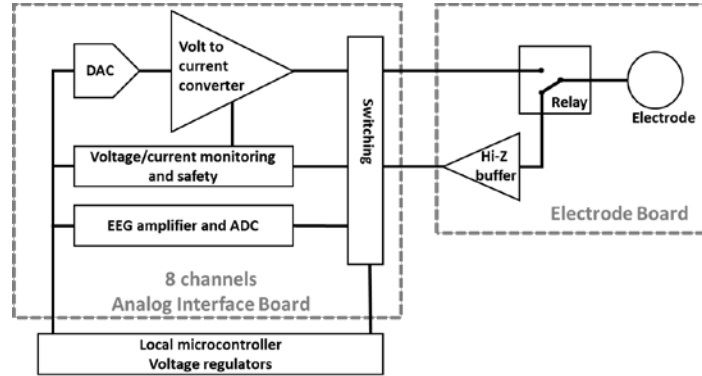 DAC
Volt to
current
converter
Switching
Relay
Electrode
Voltage/current monitoring
and safety
Hi-Z
buffer
EEG amplifier and ADC
Electrode Board
8 channels
Analog Interface Board
Local microcontroller
Voltage regulators